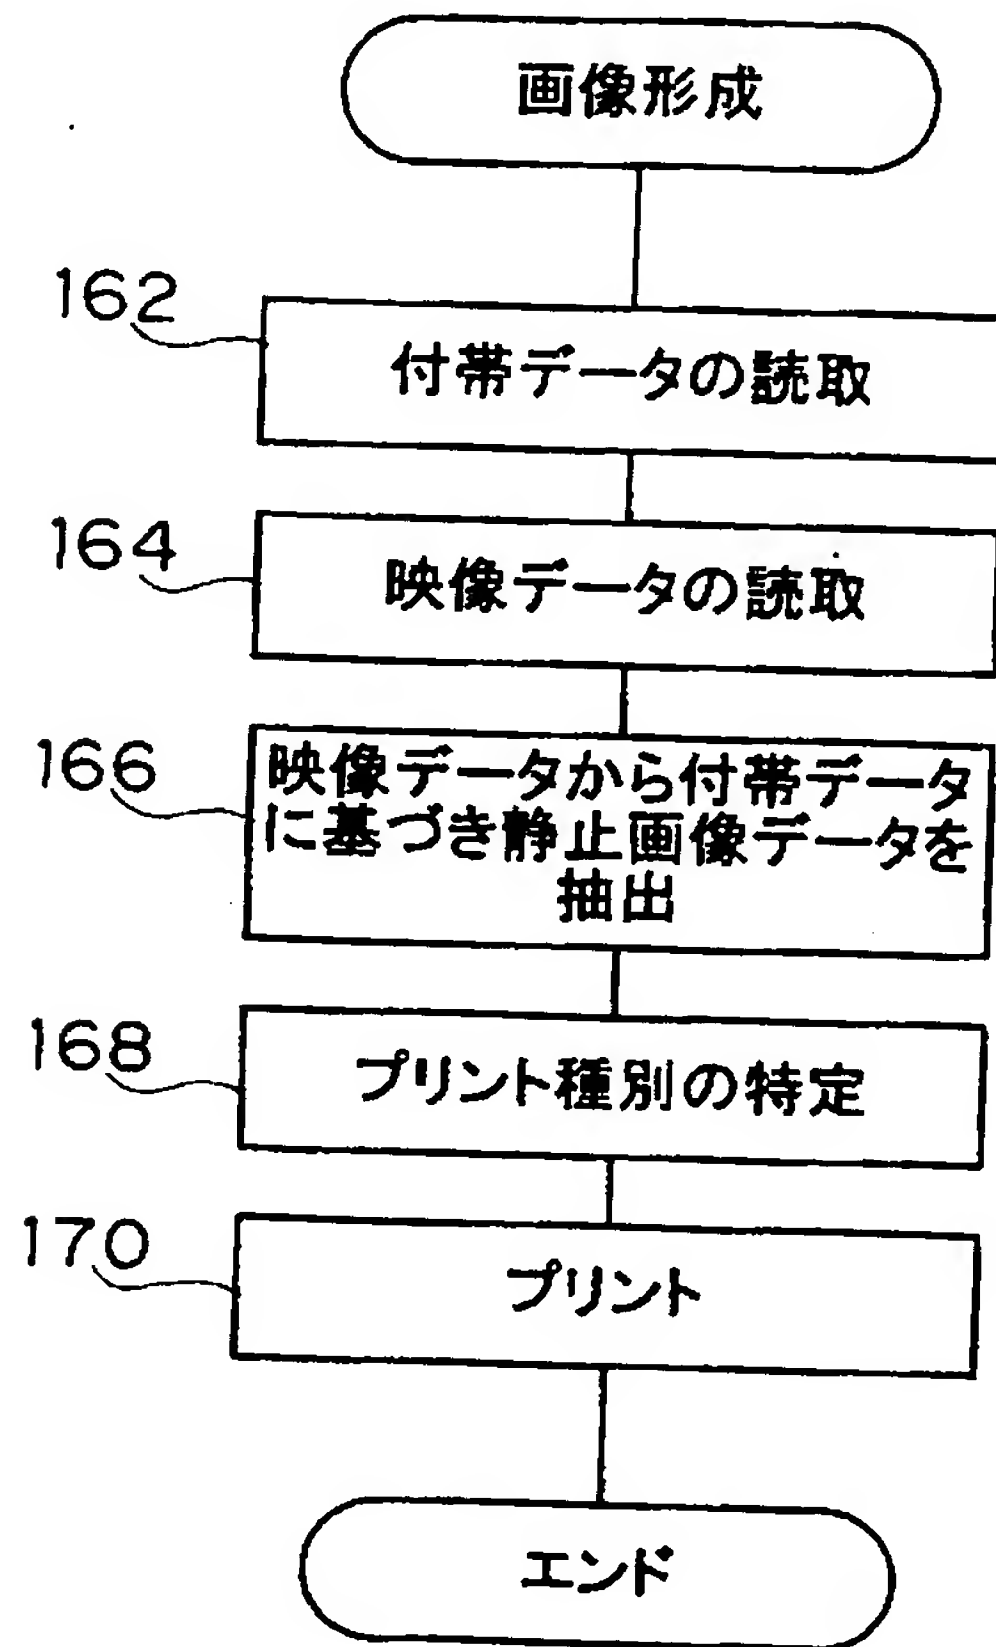 画像形成
162
付帯データの読取
164
映像データの読取
166
映像データから付帯データ
に基づき静止画像データを
抽出
168
プリント種別の特定
170
プリント
エンド